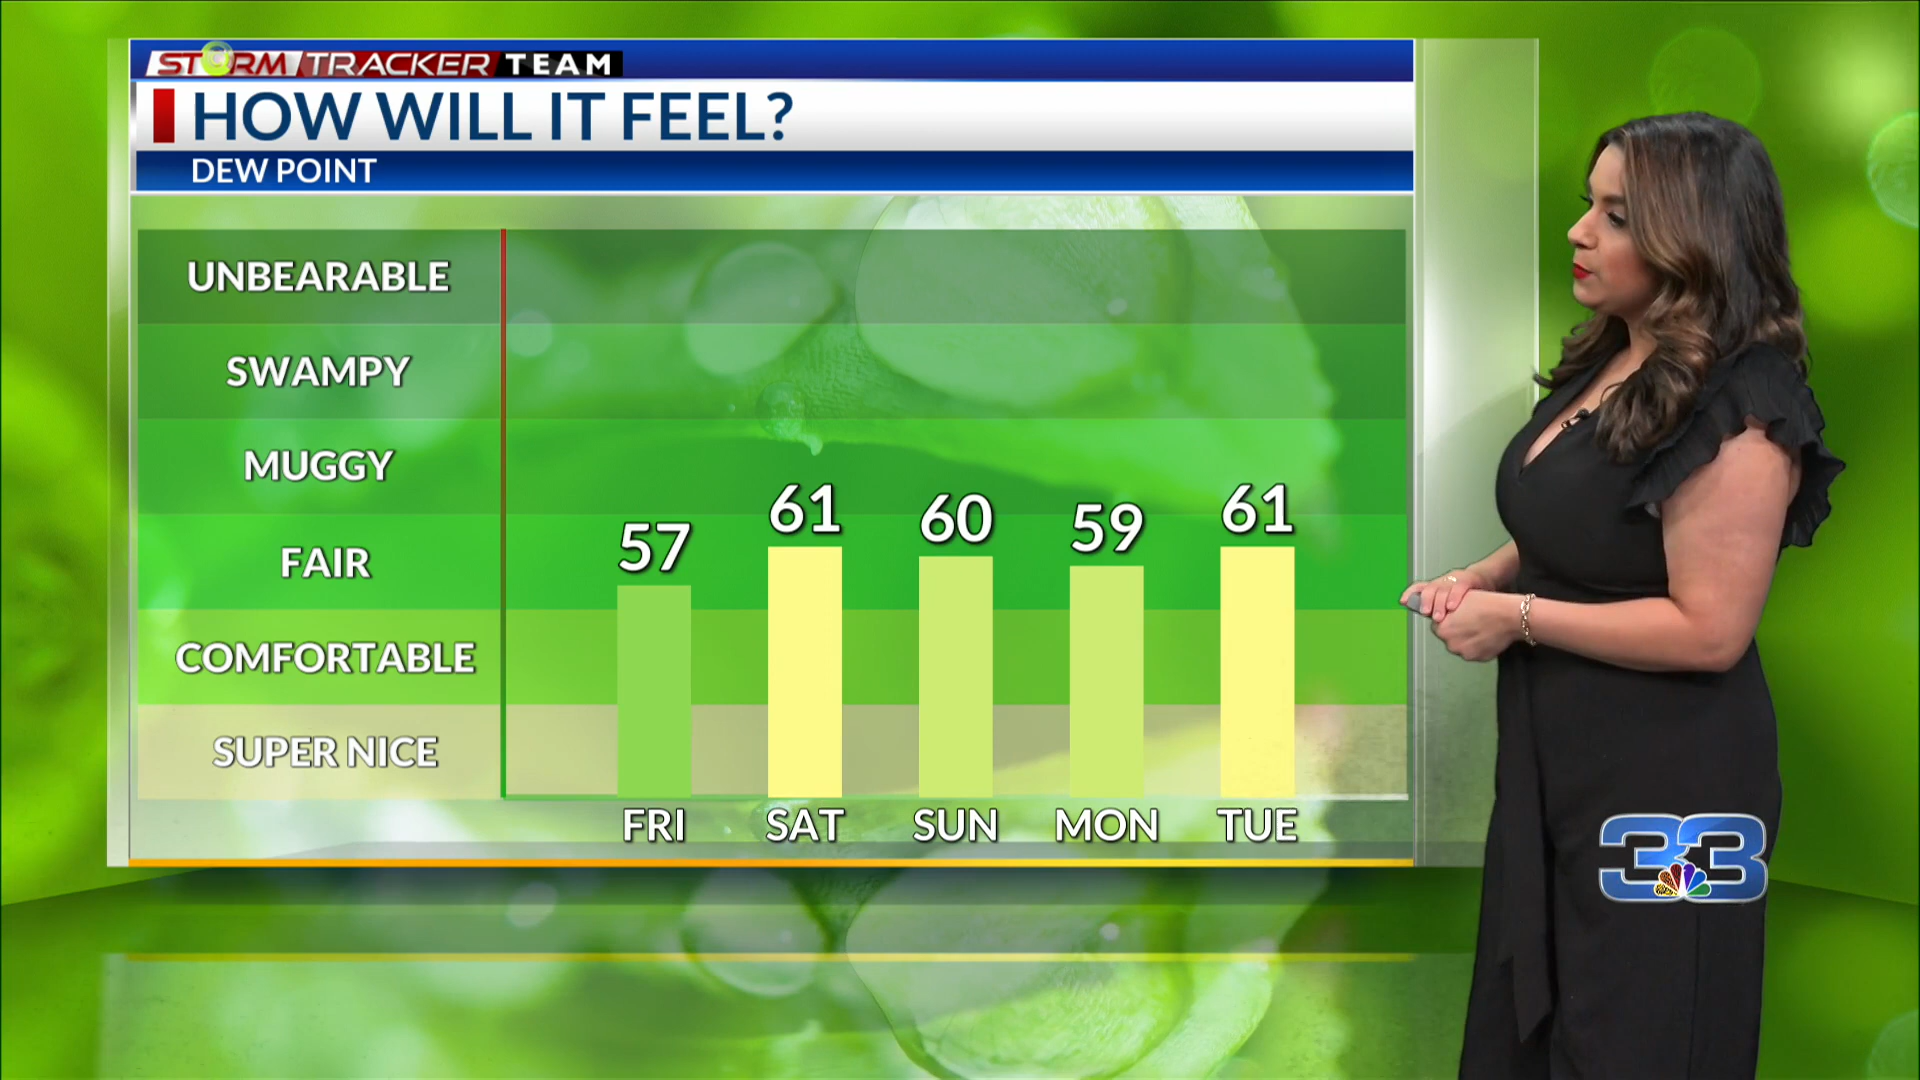 STORM TRACKER TEAM
HOW WILL IT FEEL?
DEW POINT
UNBEARABLE
SWAMPY
MUGGY
FAIR
COMFORTABLE
SUPER NICE
57 61 60 59 61
FRI SAT SUN MON TUE
33